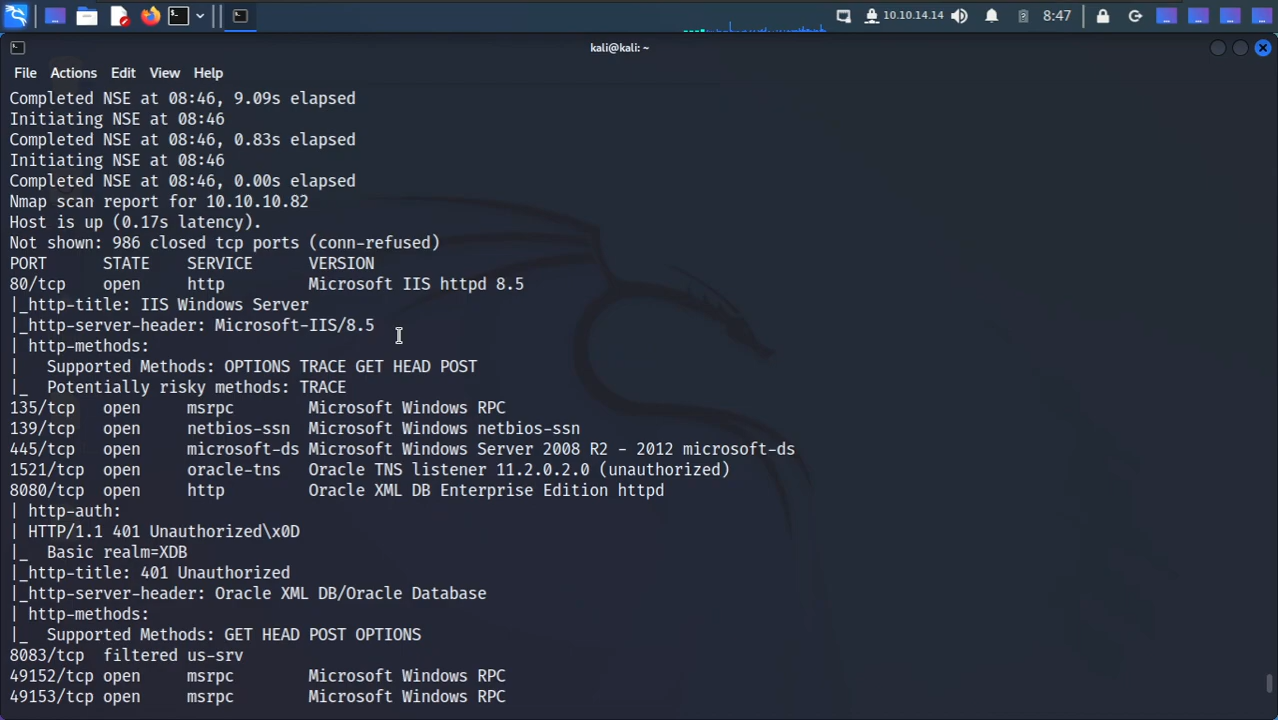 10.10.14.14
8:47
kali@kali: ~
File Actions Edit View Help
Completed NSE at 08:46, 9.09s elapsed
Initiating NSE at 08:46
Completed NSE at 08:46, 0.83s elapsed
Initiating NSE at 08:46
Completed NSE at 08:46, 0.00s elapsed
Nmap scan report for 10.10.10.82
Host is up (0.17s latency).
Not shown: 986 closed tcp ports (conn-refused)
PORT      STATE    SERVICE      VERSION
80/tcp    open     http         Microsoft IIS httpd 8.5
|_http-title: IIS Windows Server
|_http-server-header: Microsoft-IIS/8.5
| http-methods:
|   Supported Methods: OPTIONS TRACE GET HEAD POST
|_  Potentially risky methods: TRACE
135/tcp   open     msrpc        Microsoft Windows RPC
139/tcp   open     netbios-ssn  Microsoft Windows netbios-ssn
445/tcp   open     microsoft-ds Microsoft Windows Server 2008 R2 - 2012 microsoft-ds
1521/tcp  open     oracle-tns   Oracle TNS listener 11.2.0.2.0 (unauthorized)
8080/tcp  open     http         Oracle XML DB Enterprise Edition httpd
| http-auth:
| HTTP/1.1 401 Unauthorized\x0D
|_  Basic realm=XDB
|_http-title: 401 Unauthorized
|_http-server-header: Oracle XML DB/Oracle Database
| http-methods:
|_  Supported Methods: GET HEAD POST OPTIONS
8083/tcp  filtered us-srv
49152/tcp open     msrpc        Microsoft Windows RPC
49153/tcp open     msrpc        Microsoft Windows RPC